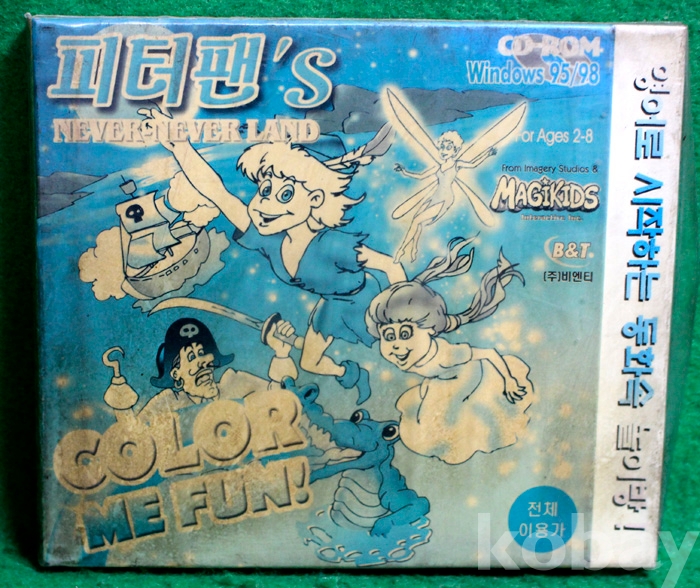 피터팬's
NEVER-NEVER LAND
CD-ROM
Windows 95/98
For Ages 2-8
From Imagery Studios &
MAGIKIDS
Interactive Inc.
B&T.
(주)비엔티
영어로 시작하는 동화속 놀이방!
COLOR
ME FUN!
전체
이용가
kobay